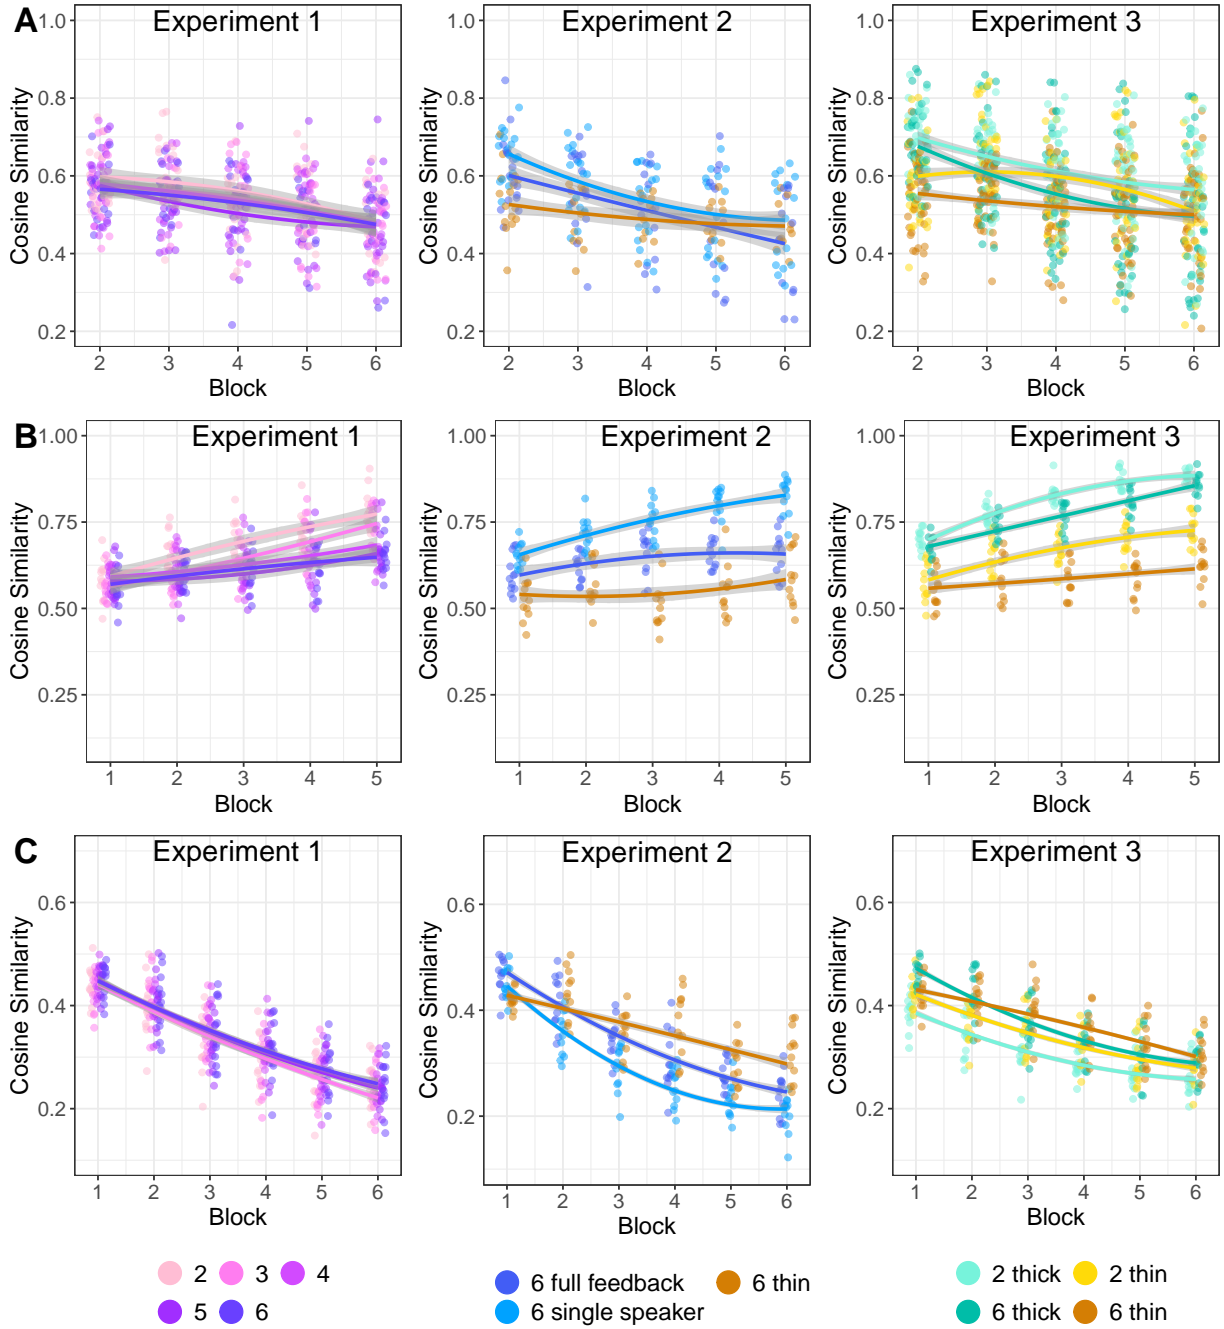 A
Experiment 1
Experiment 2
Experiment 3
1.0
0.8
0.6
0.4
0.2
Cosine Similarity
2 3 4 5 6
Block
1.0
0.8
0.6
0.4
0.2
Cosine Similarity
2 3 4 5 6
Block
1.0
0.8
0.6
0.4
0.2
Cosine Similarity
2 3 4 5 6
Block
B
Experiment 1
Experiment 2
Experiment 3
1.00
0.75
0.50
0.25
Cosine Similarity
1 2 3 4 5
Block
1.00
0.75
0.50
0.25
Cosine Similarity
1 2 3 4 5
Block
1.00
0.75
0.50
0.25
Cosine Similarity
1 2 3 4 5
Block
C
Experiment 1
Experiment 2
Experiment 3
0.6
0.4
0.2
Cosine Similarity
1 2 3 4 5 6
Block
0.6
0.4
0.2
Cosine Similarity
1 2 3 4 5 6
Block
0.6
0.4
0.2
Cosine Similarity
1 2 3 4 5 6
Block
2 3 4
5 6
6 full feedback 6 thin
6 single speaker
2 thick 2 thin
6 thick 6 thin